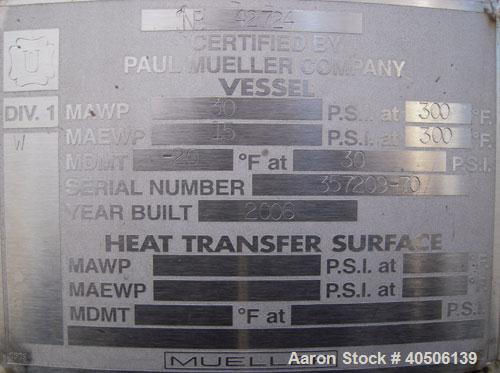 NB 42724
CERTIFIED BY
PAUL MUELLER COMPANY
U
VESSEL
DIV. 1 MAWP 30 P.S.I. at 300 °F.
W MAEWP 15 P.S.I. at 300 °F.
MDMT -20 °F at 30 P.S.I.
SERIAL NUMBER 357203-70
YEAR BUILT 2006
HEAT TRANSFER SURFACE
MAWP P.S.I. at °F.
MAEWP P.S.I. at °F.
MDMT °F at P.S.I.
MUELLER
Aaron Stock # 40506139